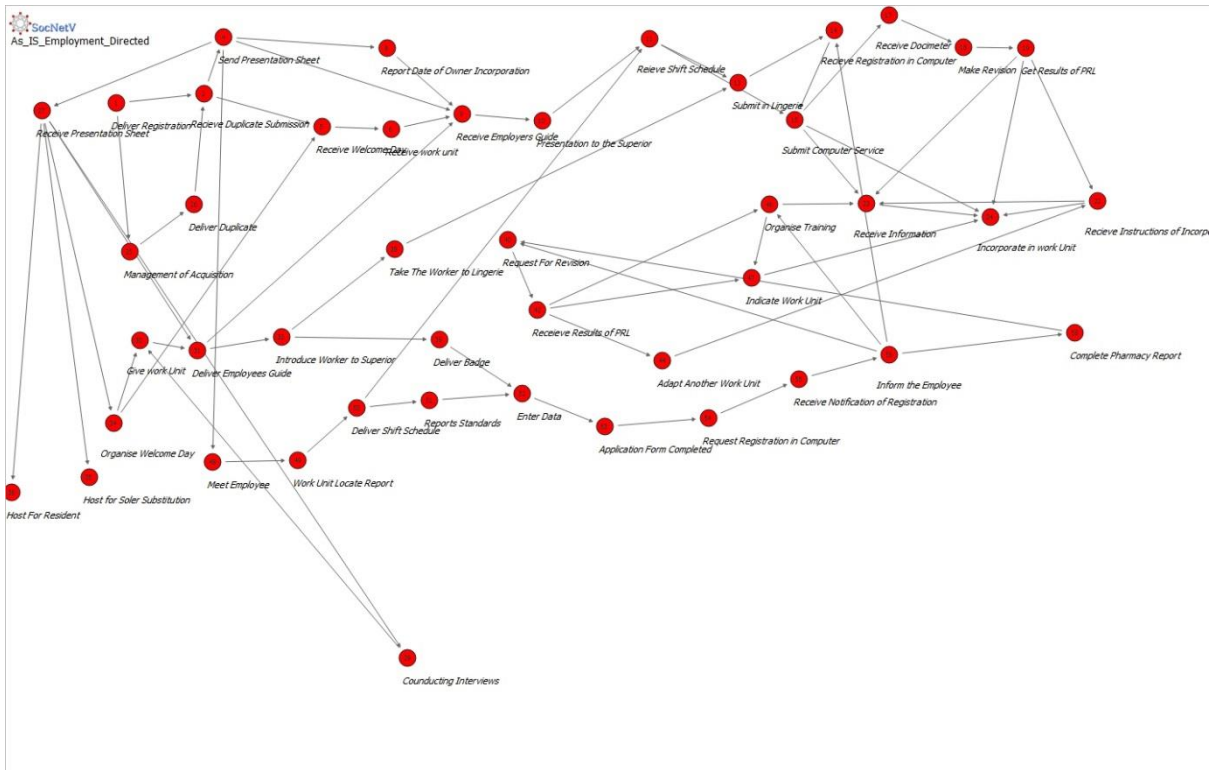 SocNetV
As_IS_Employment_Directed
Send Presentation Sheet
Report Date of Owner Incorporation
Reieve Shift Schedule
Receive Docimeter
Recieve Registration in Computer
Make Revision
Get Results of PRL
Submit in Lingerie
Receive Presentation Sheet
Deliver Registration
Recieve Duplicate Submission
Receive Welcome Day
Receive work unit
Receive Employers Guide
Presentation to the Superior
Submit Computer Service
Deliver Duplicate
Organise Training
Receive Information
Incorporate in work Unit
Recieve Instructions of Incorpo
Management of Acquisition
Take The Worker to Lingerie
Request For Revision
Indicate Work Unit
Receieve Results of PRL
Give work Unit
Deliver Employees Guide
Introduce Worker to Superior
Deliver Badge
Adapt Another Work Unit
Inform the Employee
Complete Pharmacy Report
Receive Notification of Registration
Organise Welcome Day
Deliver Shift Schedule
Reports Standards
Enter Data
Application Form Completed
Request Registration in Computer
Host For Resident
Host for Soler Substitution
Meet Employee
Work Unit Locate Report
Counducting Interviews